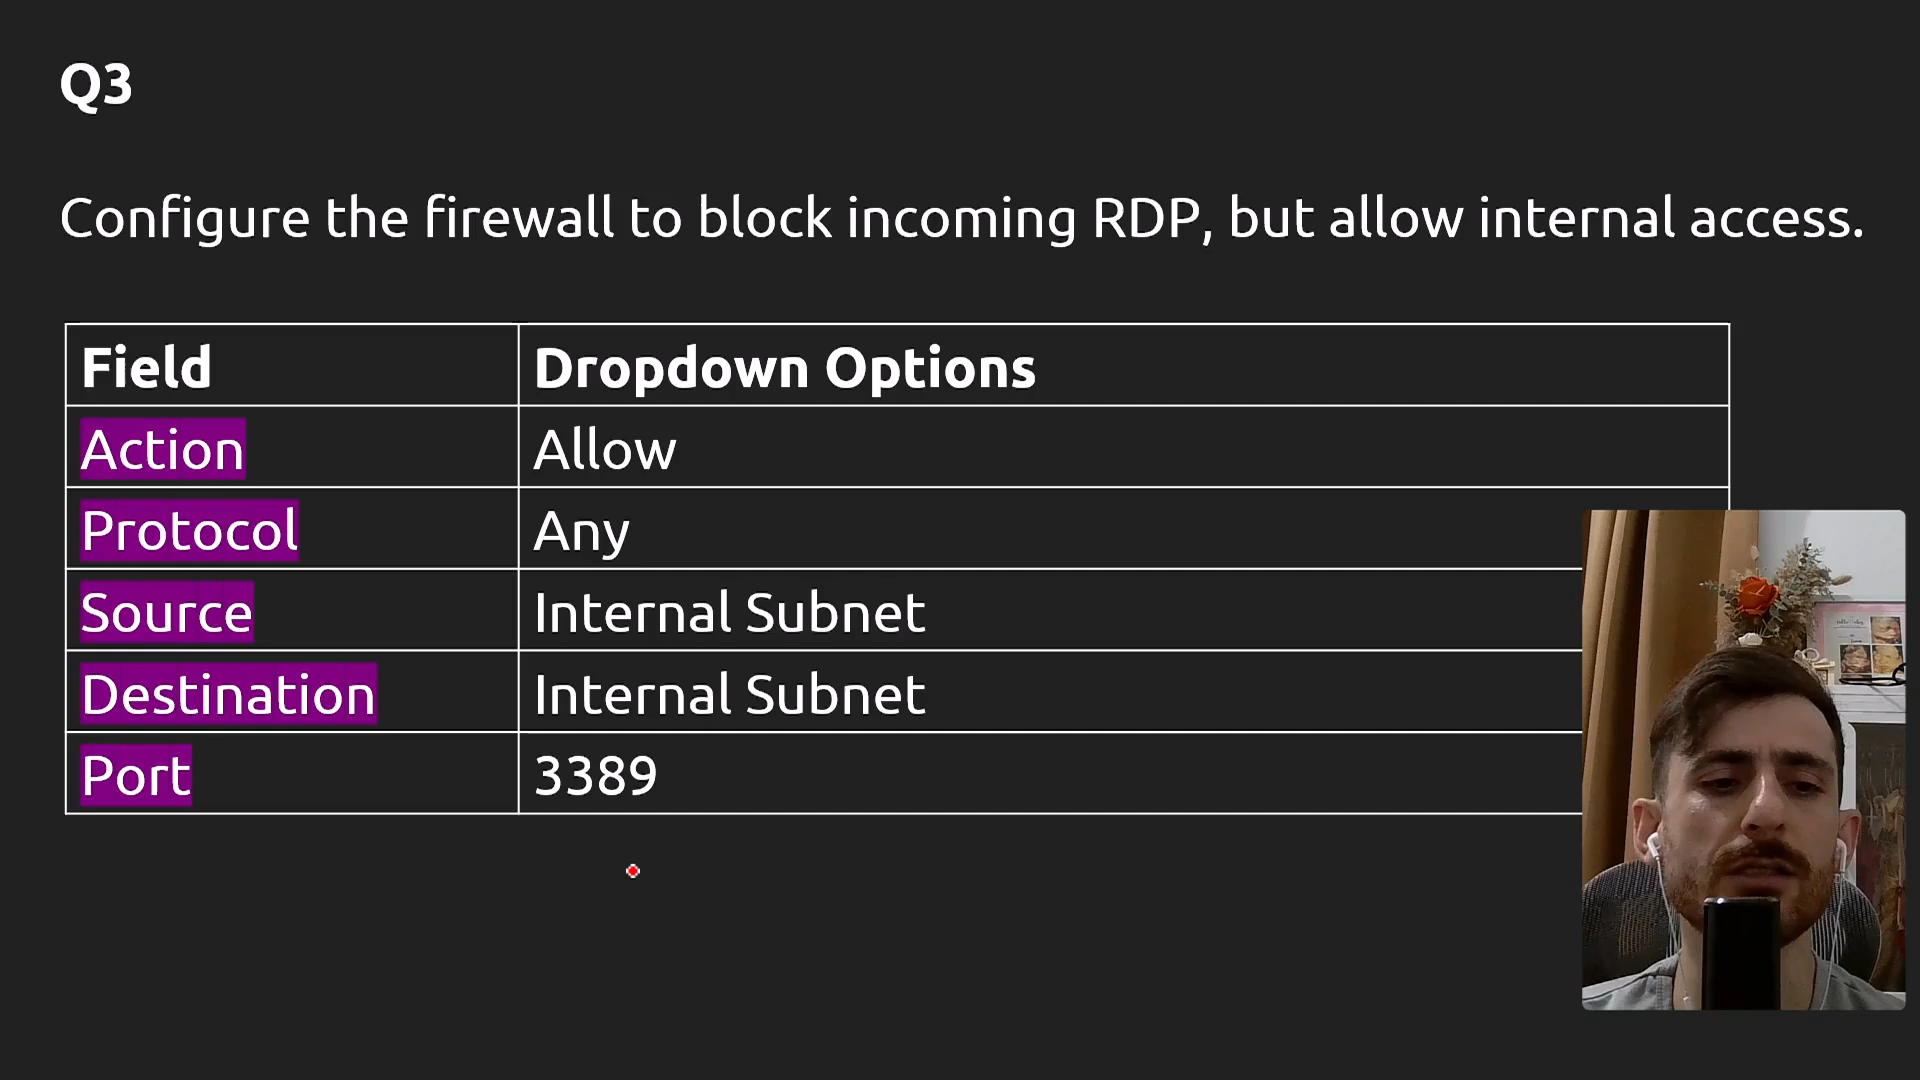 Q3
Configure the firewall to block incoming RDP, but allow internal access.
Field Dropdown Options
Action Allow
Protocol Any
Source Internal Subnet
Destination Internal Subnet
Port 3389